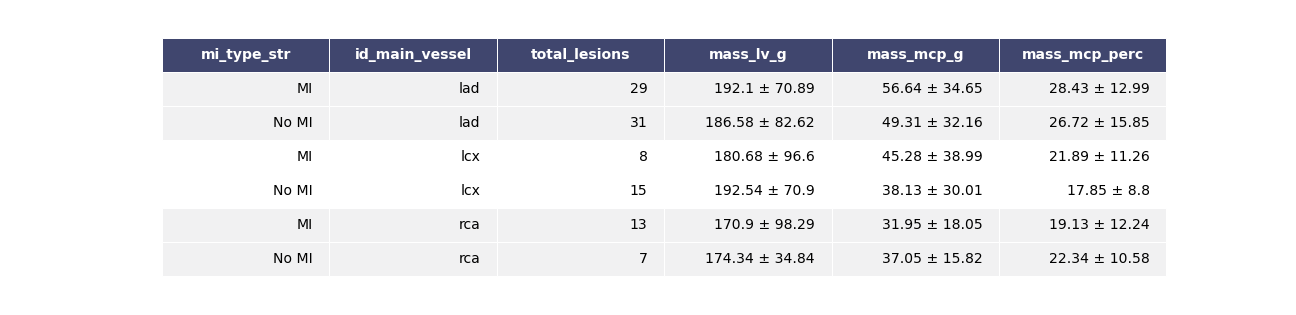 mi_type_str id_main_vessel total_lesions mass_lv_g mass_mcp_g mass_mcp_perc
MI lad 29 192.1 ± 70.89 56.64 ± 34.65 28.43 ± 12.99
No MI lad 31 186.58 ± 82.62 49.31 ± 32.16 26.72 ± 15.85
MI lcx 8 180.68 ± 96.6 45.28 ± 38.99 21.89 ± 11.26
No MI lcx 15 192.54 ± 70.9 38.13 ± 30.01 17.85 ± 8.8
MI rca 13 170.9 ± 98.29 31.95 ± 18.05 19.13 ± 12.24
No MI rca 7 174.34 ± 34.84 37.05 ± 15.82 22.34 ± 10.58